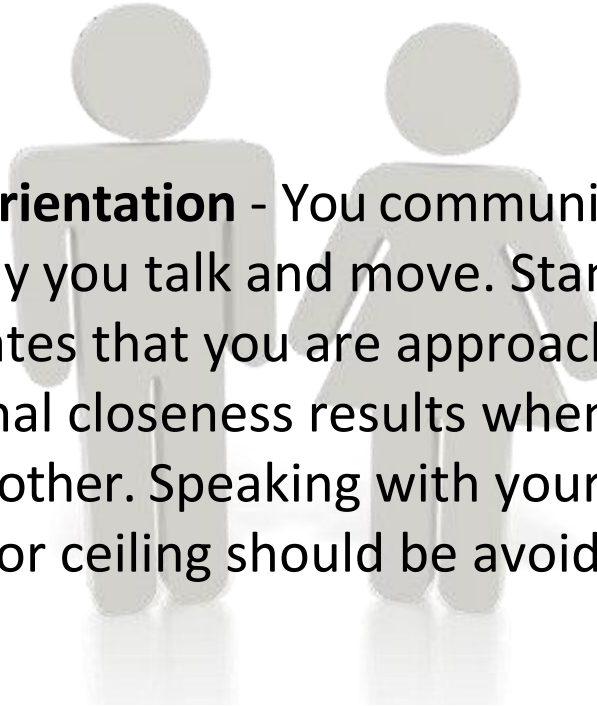 rientation - You communi
y you talk and move. Stan
ates that you are approach
nal closeness results when
other. Speaking with your
or ceiling should be avoid